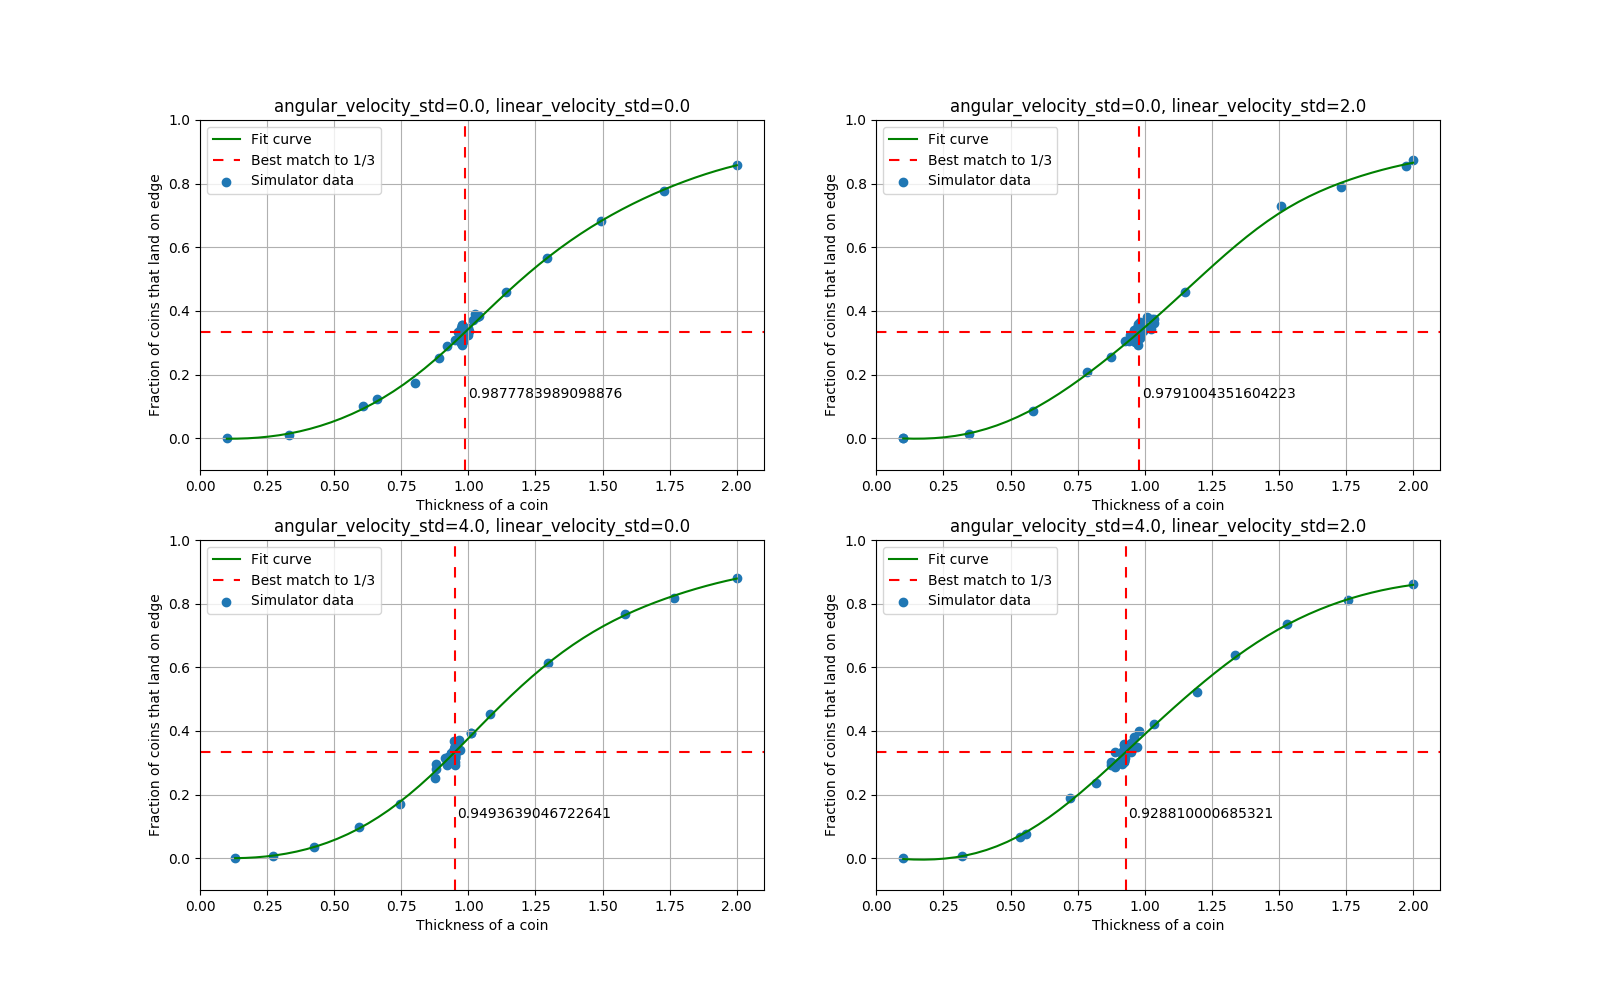 angular_velocity_std=0.0, linear_velocity_std=0.0
Fit curve
Best match to 1/3
Simulator data
Fraction of coins that land on edge
1.0
0.8
0.6
0.4
0.2
0.0
0.9877783989098876
0.00 0.25 0.50 0.75 1.00 1.25 1.50 1.75 2.00
Thickness of a coin
angular_velocity_std=0.0, linear_velocity_std=2.0
Fit curve
Best match to 1/3
Simulator data
Fraction of coins that land on edge
1.0
0.8
0.6
0.4
0.2
0.0
0.9791004351604223
0.00 0.25 0.50 0.75 1.00 1.25 1.50 1.75 2.00
Thickness of a coin
angular_velocity_std=4.0, linear_velocity_std=0.0
Fit curve
Best match to 1/3
Simulator data
Fraction of coins that land on edge
1.0
0.8
0.6
0.4
0.2
0.0
0.9493639046722641
0.00 0.25 0.50 0.75 1.00 1.25 1.50 1.75 2.00
Thickness of a coin
angular_velocity_std=4.0, linear_velocity_std=2.0
Fit curve
Best match to 1/3
Simulator data
Fraction of coins that land on edge
1.0
0.8
0.6
0.4
0.2
0.0
0.928810000685321
0.00 0.25 0.50 0.75 1.00 1.25 1.50 1.75 2.00
Thickness of a coin